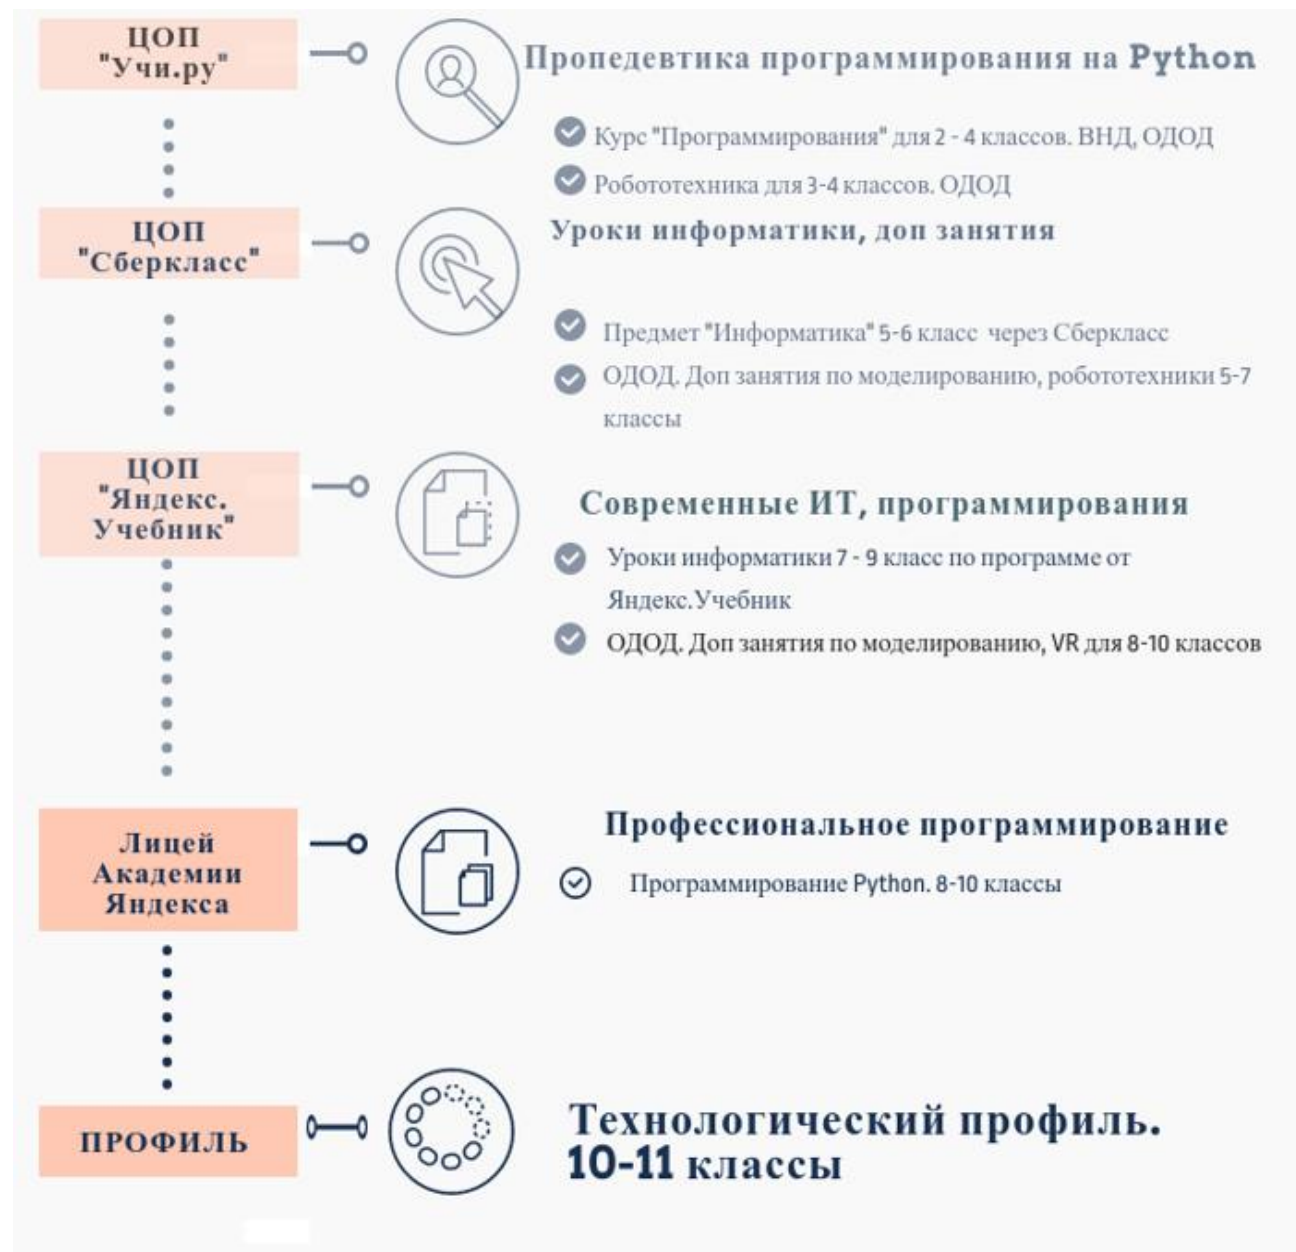 ЦОП
"Учи.ру"
Пропедевтика программирования на Python
Курс "Программирования" для 2 - 4 классов. ВНД, ОДОД
Робототехника для 3-4 классов. ОДОД
ЦОП
"Сберкласс"
Уроки информатики, доп занятия
Предмет "Информатика" 5-6 класс через Сберкласс
ОДОД. Доп занятия по моделированию, робототехники 5-7
классы
ЦОП
"Яндекс.
Учебник"
Современные ИТ, программирования
Уроки информатики 7 - 9 класс по программе от
Яндекс.Учебник
ОДОД. Доп занятия по моделированию, VR для 8-10 классов
Лицей
Академии
Яндекса
Профессиональное программирование
Программирование Python. 8-10 классы
ПРОФИЛЬ
Технологический профиль.
10-11 классы